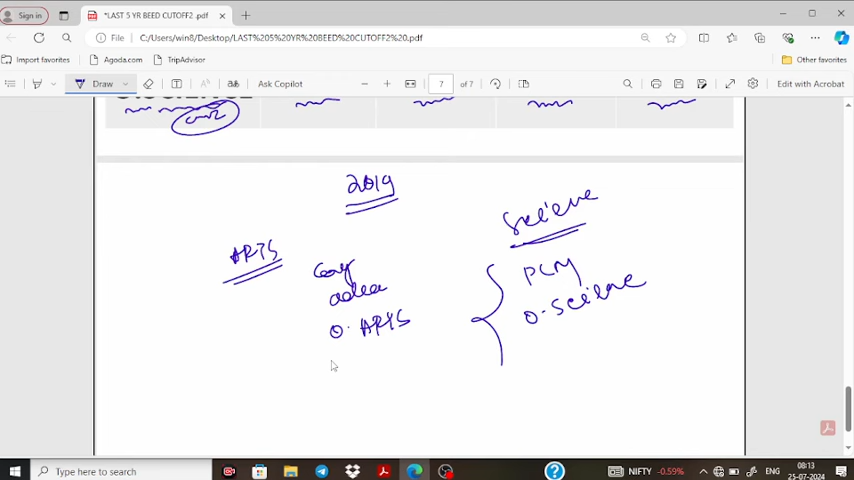 Sign in
*LAST 5 YR BEED CUTOFF2 .pdf
File
C:/Users/win8/Desktop/LAST%205%20YR%20BEED%20CUTOFF2%20.pdf
Import favorites
Agoda.com
TripAdvisor
Other favorites
Draw
Ask Copilot
7 of 7
Edit with Acrobat
2019
Science
ARTS
PCM
O. ARTS
O. Science
Type here to search
NIFTY -0.59%
ENG
08:13
25-07-2024